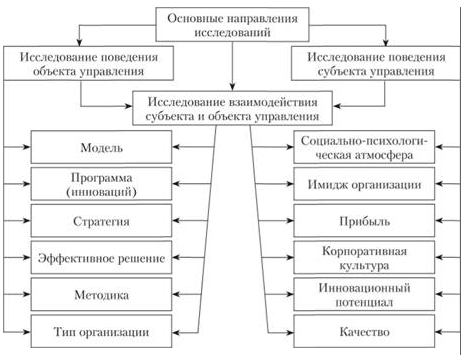 Основные направления
исследований
Исследование поведения
объекта управления
Исследование поведения
субъекта управления
Исследование взаимодействия
субъекта и объекта управления
Модель
Программа
(инноваций)
Стратегия
Эффективное решение
Методика
Тип организации
Социально-психологи-
ческая атмосфера
Имидж организации
Прибыль
Корпоративная
культура
Инновационный
потенциал
Качество